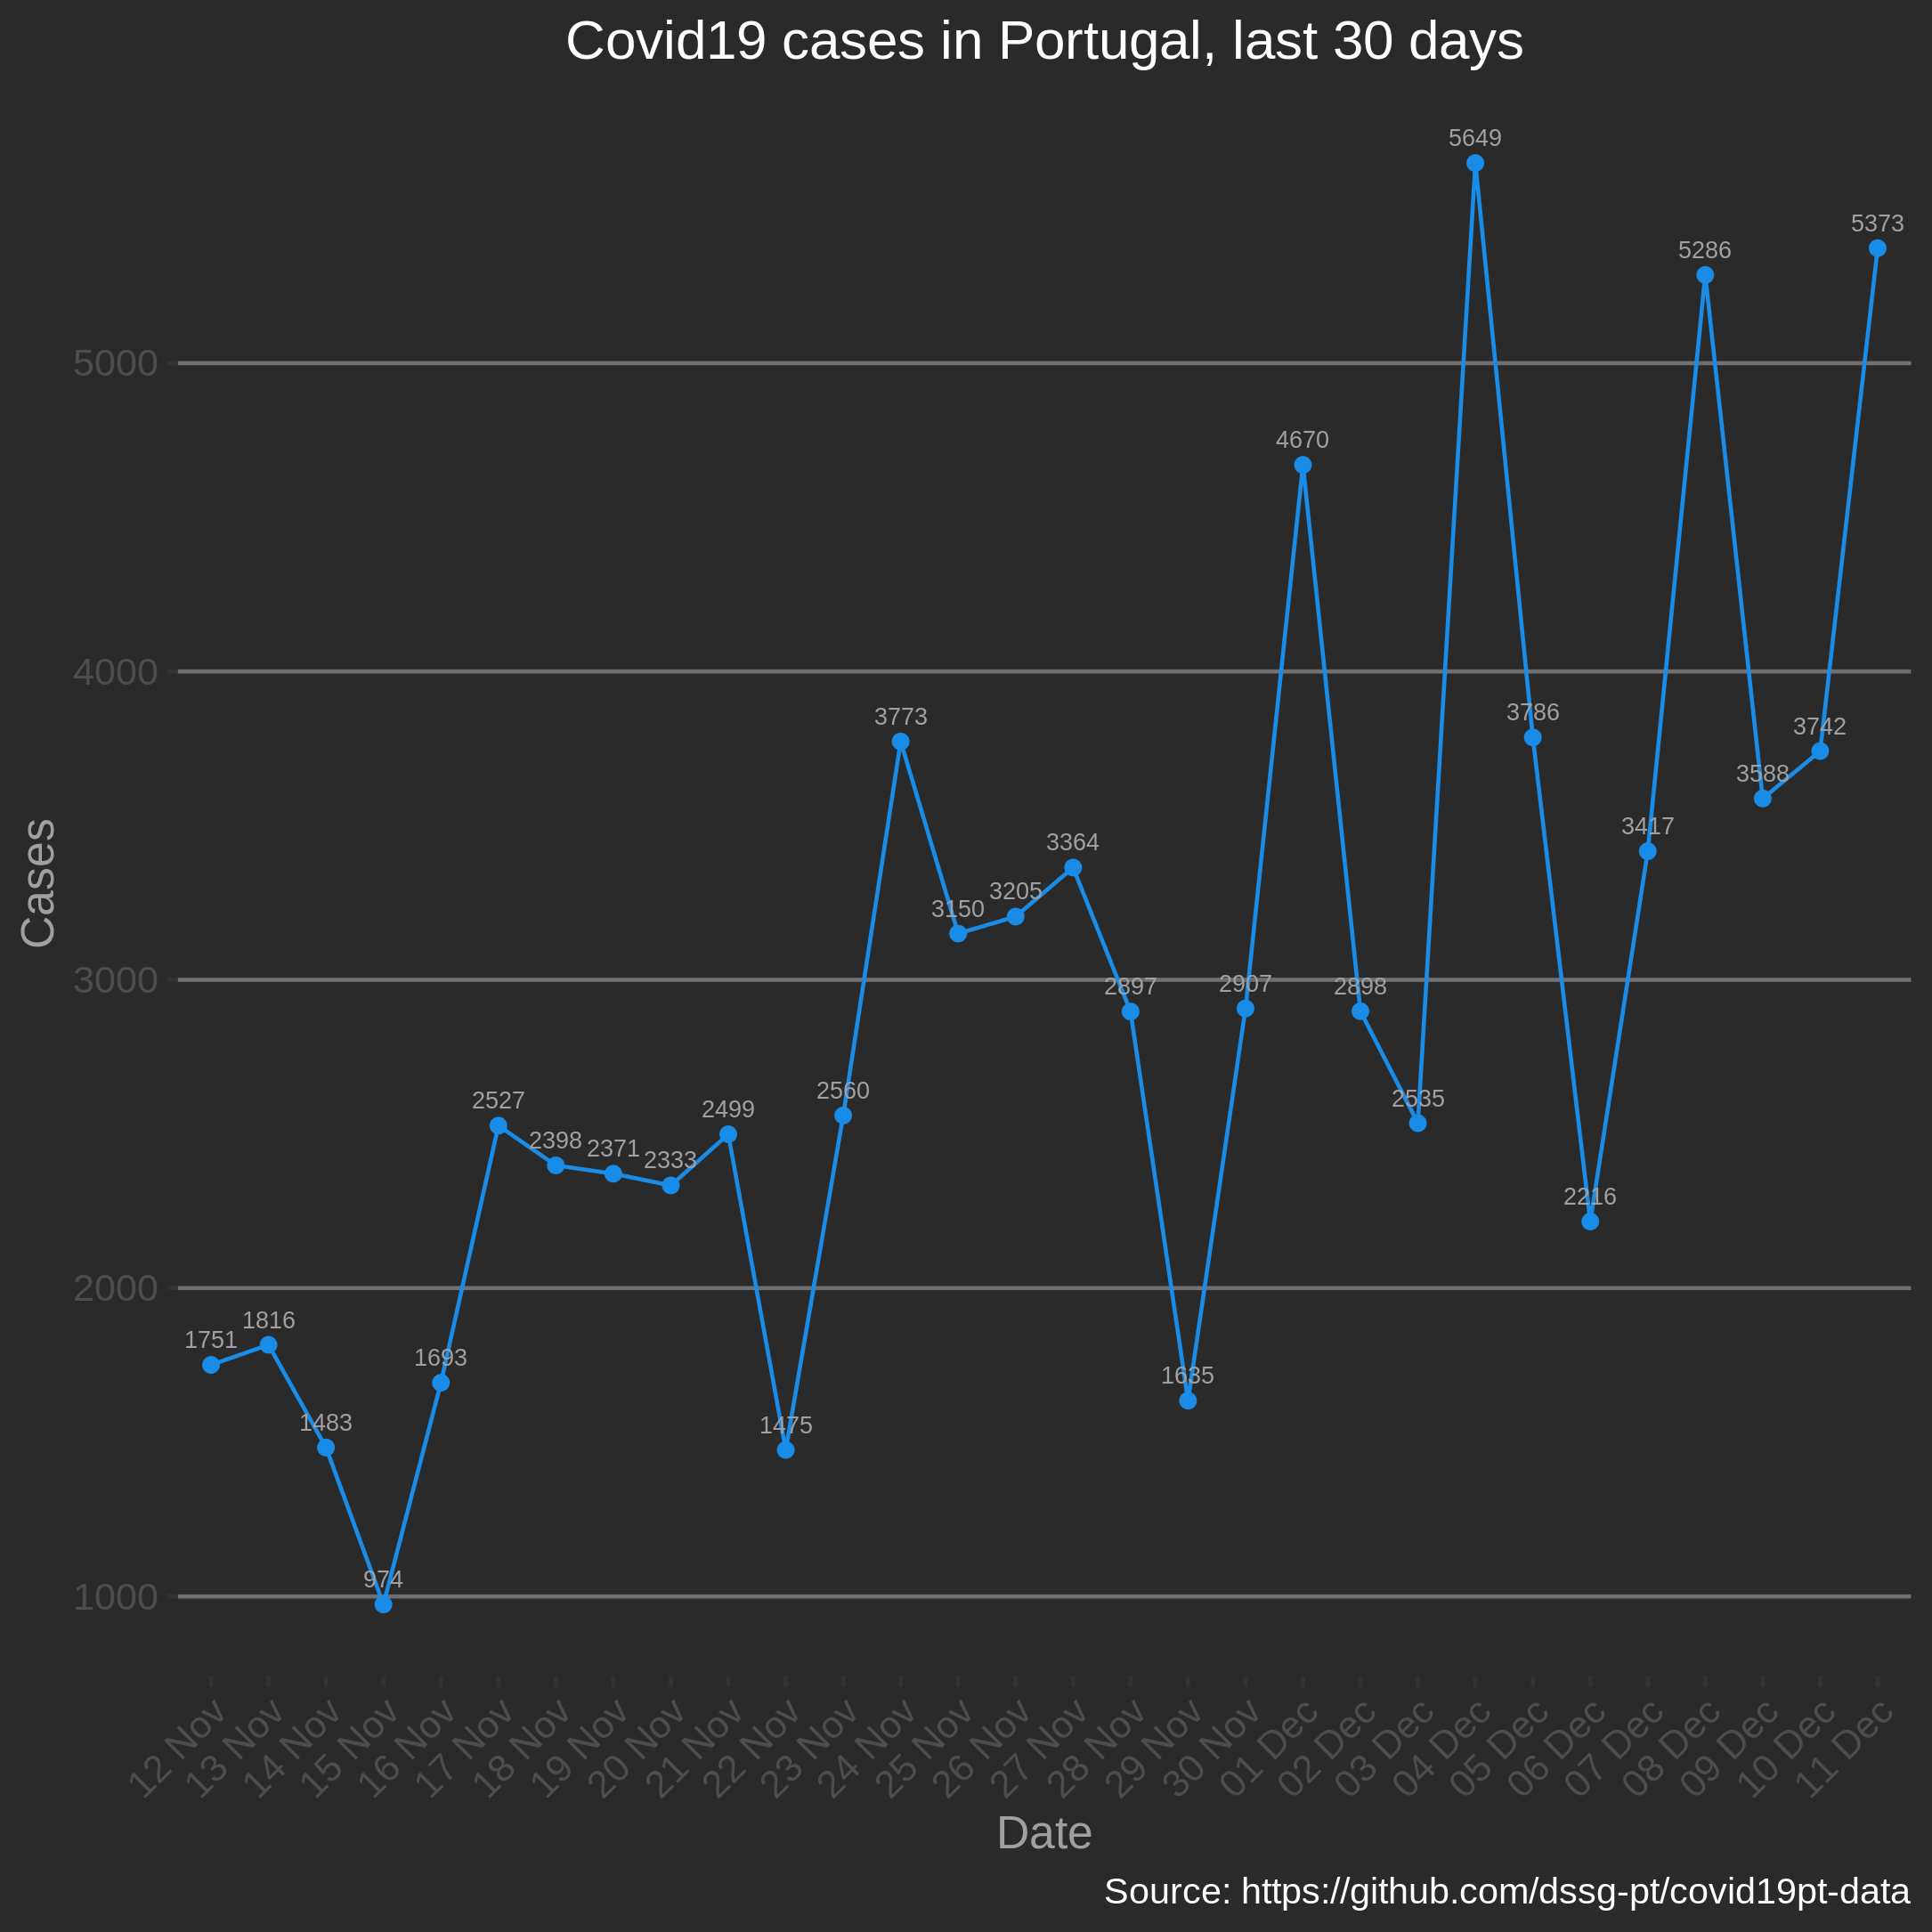 Covid19 cases in Portugal, last 30 days
5649
5373
5286
5000
4670
4000
3773
3786
3742
3588
3417
3364
3205
3150
3000
2897
2907
2898
2560
2535
2527
2499
2398
2371
2333
2216
2000
1816
1751
1693
1635
1483
1475
1000
974
Cases
12 Nov
13 Nov
14 Nov
15 Nov
16 Nov
17 Nov
18 Nov
19 Nov
20 Nov
21 Nov
22 Nov
23 Nov
24 Nov
25 Nov
26 Nov
27 Nov
28 Nov
29 Nov
30 Nov
01 Dec
02 Dec
03 Dec
04 Dec
05 Dec
06 Dec
07 Dec
08 Dec
09 Dec
10 Dec
11 Dec
Date
Source: https://github.com/dssg-pt/covid19pt-data